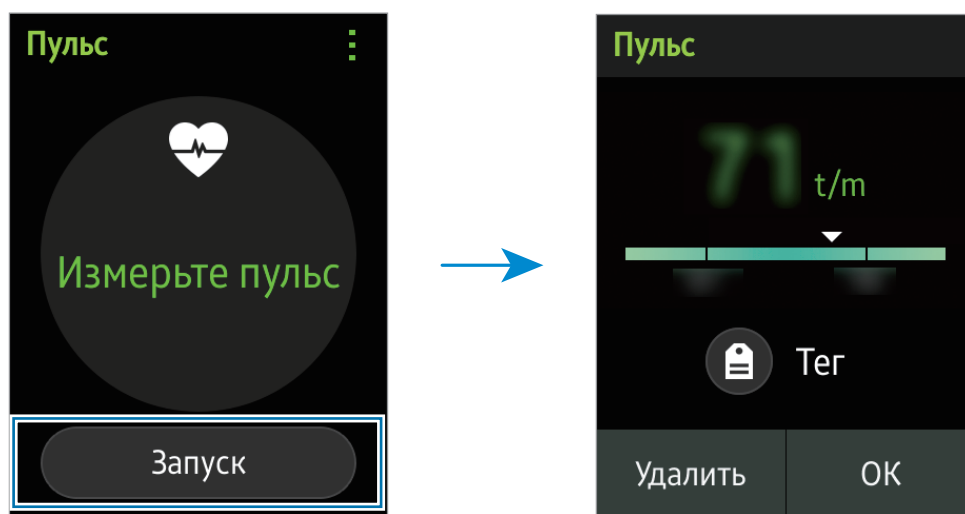 Пульс
Измерьте пульс
Запуск
Пульс
71 t/m
Тег
Удалить
OK